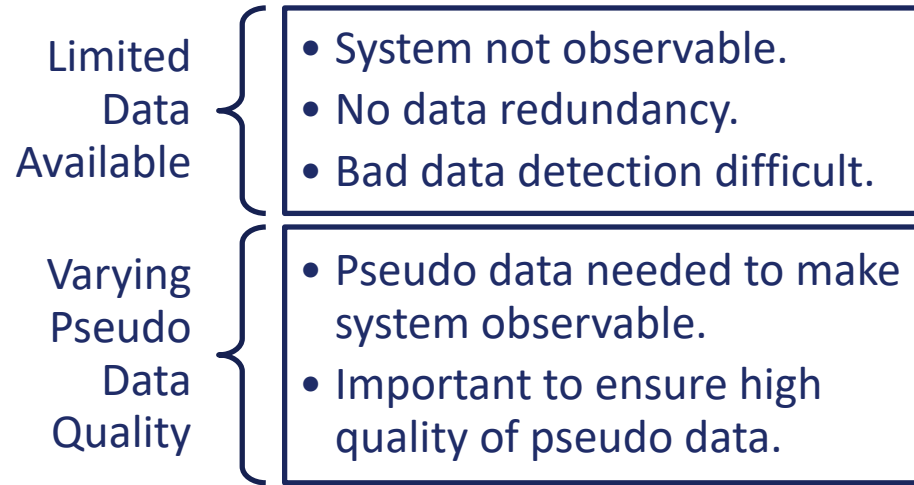 Limited
Data
Available
• System not observable.
• No data redundancy.
• Bad data detection difficult.
Varying
Pseudo
Data
Quality
• Pseudo data needed to make
system observable.
• Important to ensure high
quality of pseudo data.